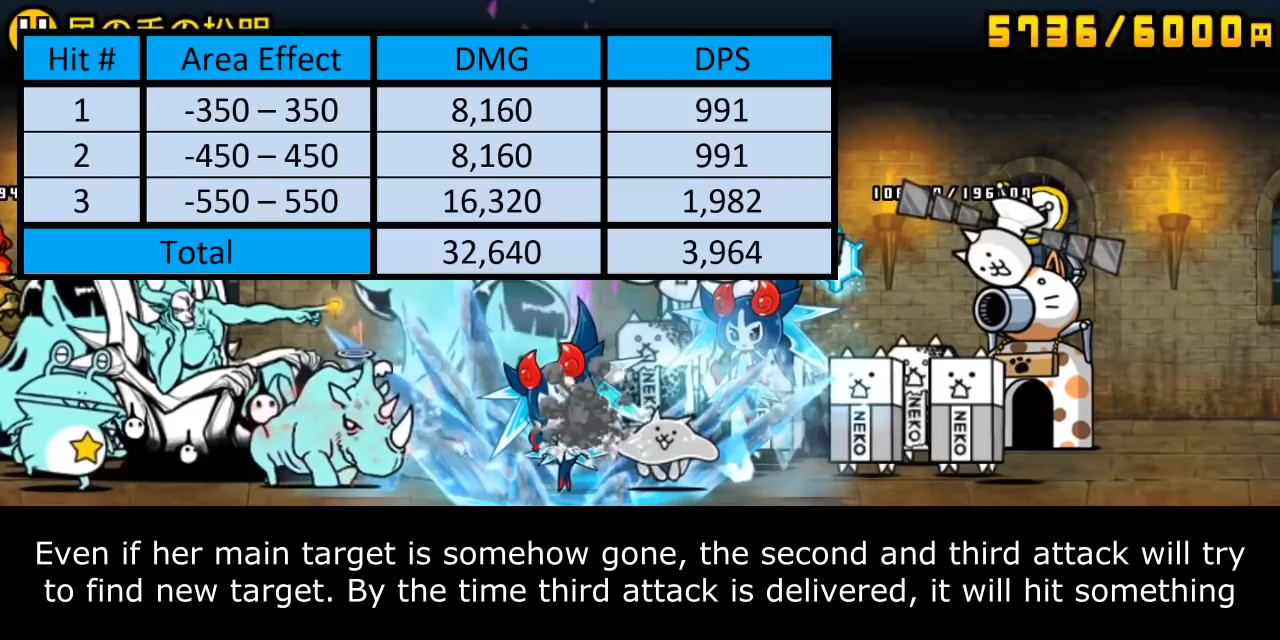 5736/6000円
Hit # Area Effect DMG DPS
1 -350 – 350 8,160 991
2 -450 – 450 8,160 991
3 -550 – 550 16,320 1,982
Total 32,640 3,964
NEKO
NEKO
NEKO
NEKO
Even if her main target is somehow gone, the second and third attack will try
to find new target. By the time third attack is delivered, it will hit something